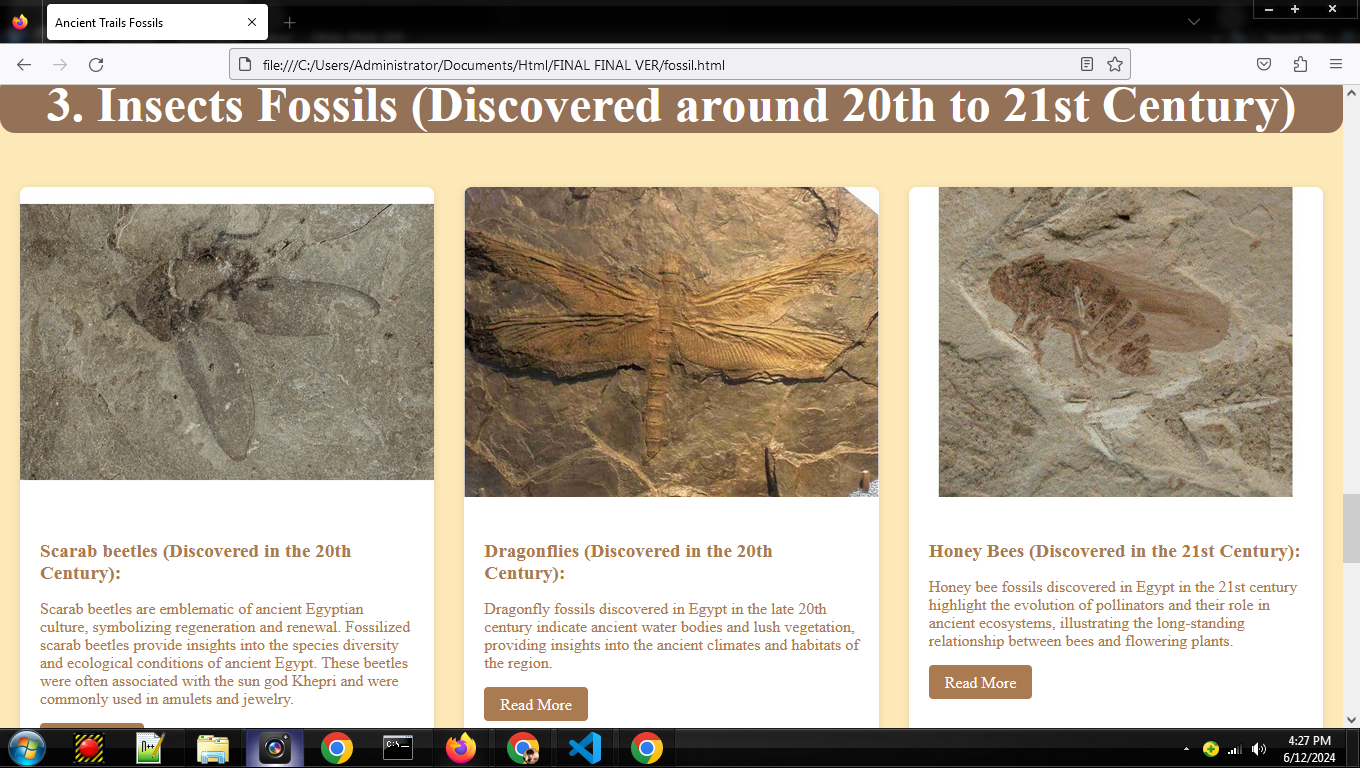 Ancient Trails Fossils
file:///C:/Users/Administrator/Documents/Html/FINAL FINAL VER/fossil.html
3. Insects Fossils (Discovered around 20th to 21st Century)
Scarab beetles (Discovered in the 20th
Century):
Scarab beetles are emblematic of ancient Egyptian
culture, symbolizing regeneration and renewal. Fossilized
scarab beetles provide insights into the species diversity
and ecological conditions of ancient Egypt. These beetles
were often associated with the sun god Khepri and were
commonly used in amulets and jewelry.
Dragonflies (Discovered in the 20th
Century):
Dragonfly fossils discovered in Egypt in the late 20th
century indicate ancient water bodies and lush vegetation,
providing insights into the ancient climates and habitats of
the region.
Read More
Honey Bees (Discovered in the 21st Century):
Honey bee fossils discovered in Egypt in the 21st century
highlight the evolution of pollinators and their role in
ancient ecosystems, illustrating the long-standing
relationship between bees and flowering plants.
Read More
4:27 PM
6/12/2024